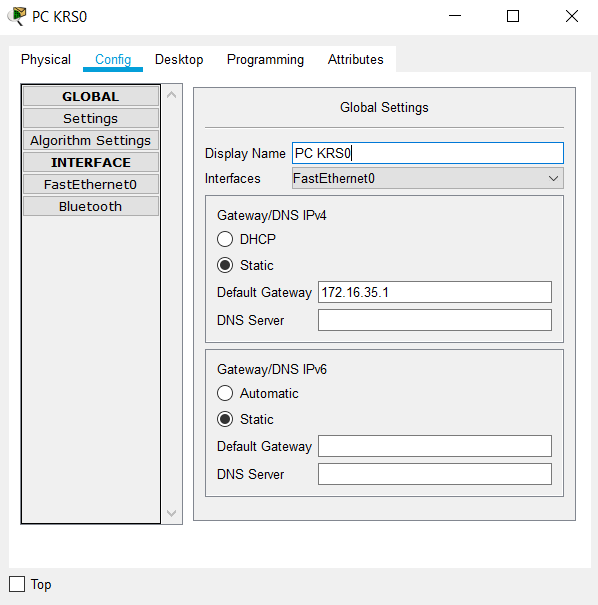 PC KRS0
Physical Config Desktop Programming Attributes
GLOBAL
Settings
Algorithm Settings
INTERFACE
FastEthernet0
Bluetooth
Global Settings
Display Name PC KRS0
Interfaces FastEthernet0
Gateway/DNS IPv4
DHCP
Static
Default Gateway 172.16.35.1
DNS Server
Gateway/DNS IPv6
Automatic
Static
Default Gateway
DNS Server
Top